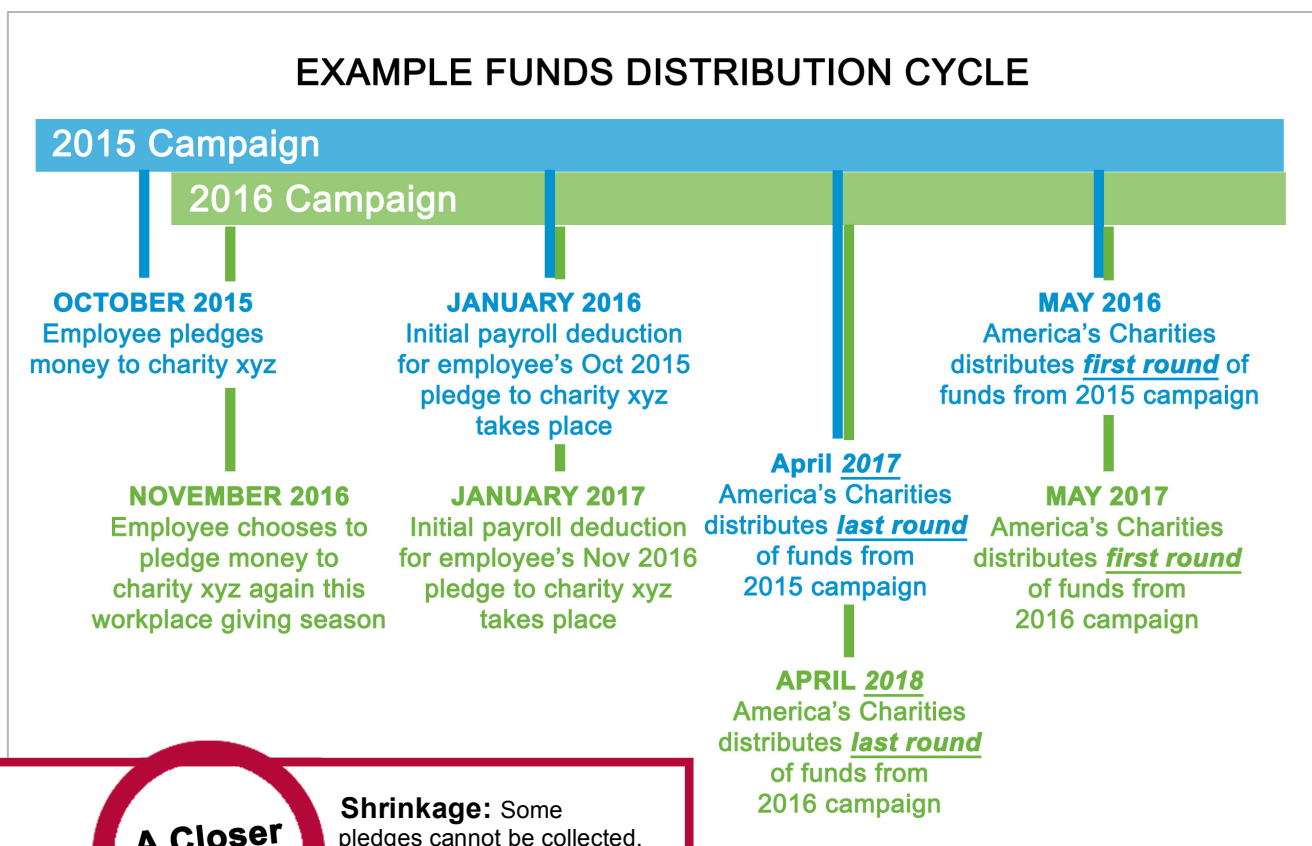 EXAMPLE FUNDS DISTRIBUTION CYCLE
2015 Campaign
2016 Campaign
OCTOBER 2015
Employee pledges
money to charity xyz
NOVEMBER 2016
Employee chooses to
pledge money to
charity xyz again this
workplace giving season
JANUARY 2016
Initial payroll deduction
for employee's Oct 2015
pledge to charity xyz
takes place
JANUARY 2017
Initial payroll deduction
for employee's Nov 2016
pledge to charity xyz
takes place
April 2017
America's Charities
distributes last round
of funds from
2015 campaign
APRIL 2018
America's Charities
distributes last round
of funds from
2016 campaign
MAY 2016
America's Charities
distributes first round of
funds from 2015 campaign
MAY 2017
America's Charities
distributes first round
of funds from
2016 campaign
A Closer
Shrinkage: Some
pledges cannot be collected.